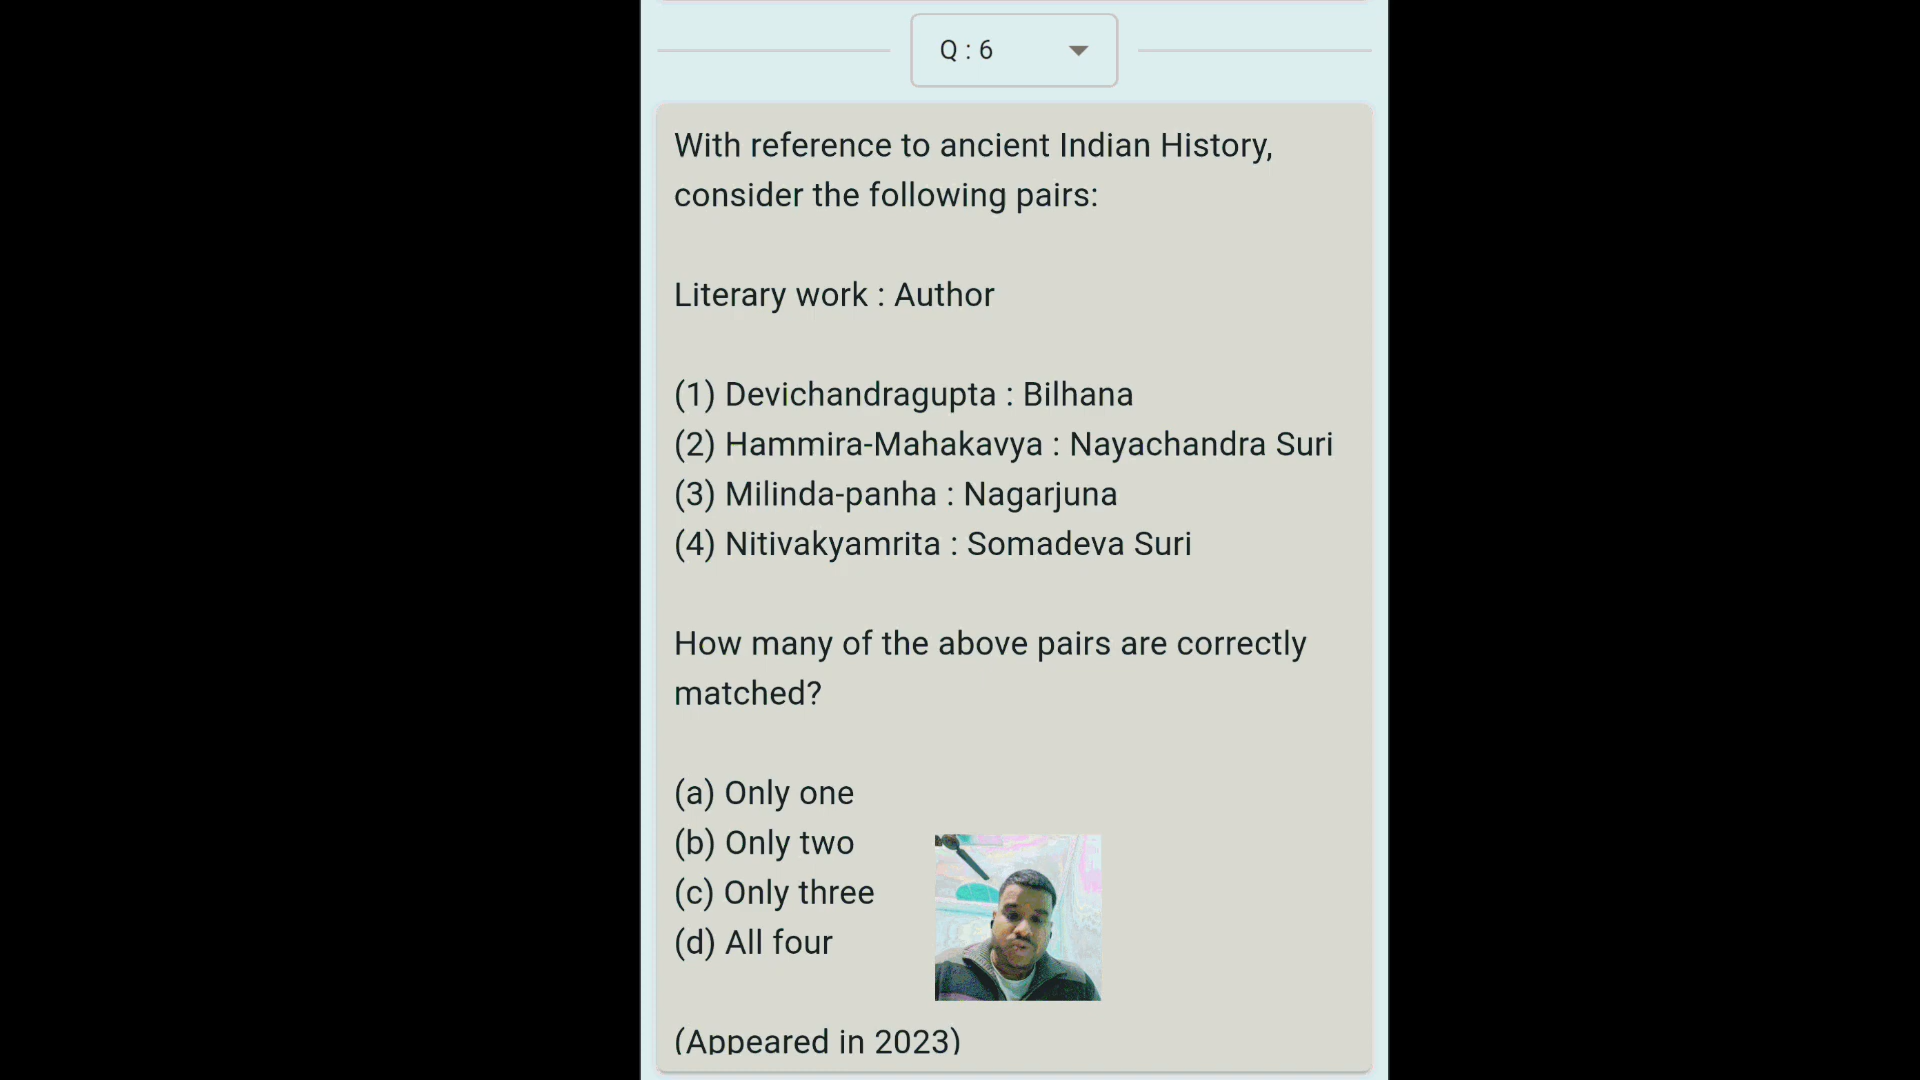 Q : 6
With reference to ancient Indian History,
consider the following pairs:
Literary work : Author
(1) Devichandragupta : Bilhana
(2) Hammira-Mahakavya : Nayachandra Suri
(3) Milinda-panha : Nagarjuna
(4) Nitivakyamrita : Somadeva Suri
How many of the above pairs are correctly
matched?
(a) Only one
(b) Only two
(c) Only three
(d) All four
(Appeared in 2023)